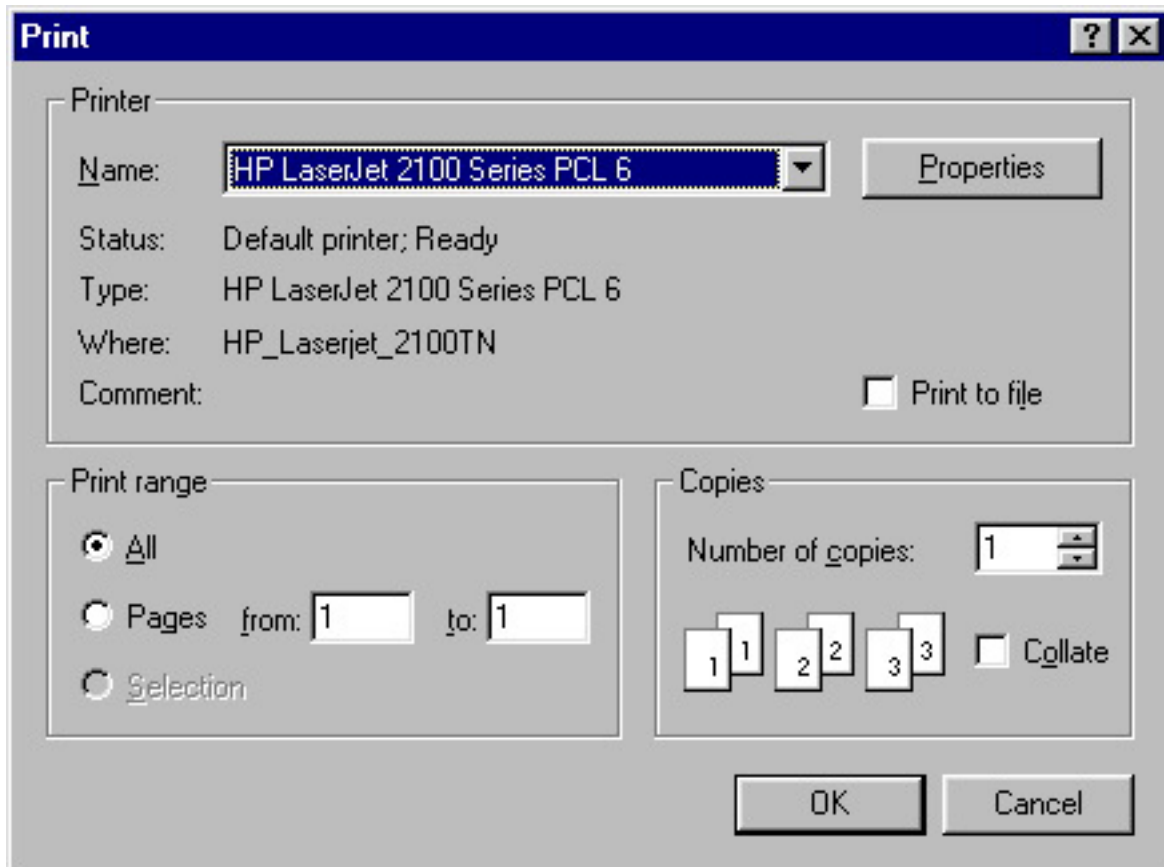 Print
Printer
Name: HP LaserJet 2100 Series PCL 6 Properties
Status: Default printer; Ready
Type: HP LaserJet 2100 Series PCL 6
Where: HP_Laserjet_2100TN
Comment: Print to file
Print range
All
Pages from: 1 to: 1
Selection
Copies
Number of copies: 1
1 1 2 2 3 3 Collate
OK Cancel